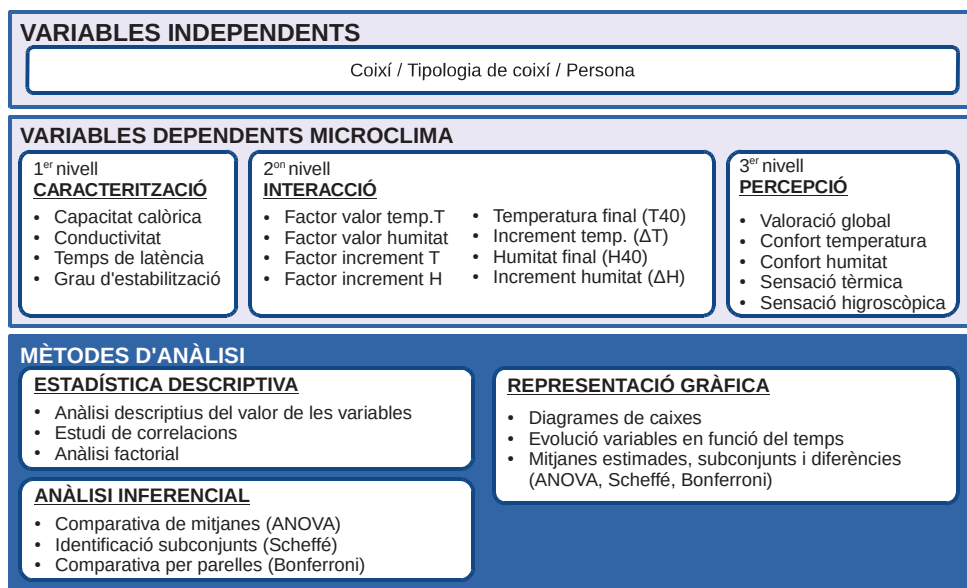 VARIABLES INDEPENDENTS
Coixí / Tipologia de coixí / Persona
VARIABLES DEPENDENTS MICROCLIMA
1er nivell
CARACTERITZACIÓ
• Capacitat calòrica
• Conductivitat
• Temps de latència
• Grau d'estabilització
2on nivell
INTERACCIÓ
• Factor valor temp.T
• Factor valor humitat
• Factor increment T
• Factor increment H
• Temperatura final (T40)
• Increment temp. (ΔT)
• Humitat final (H40)
• Increment humitat (ΔH)
3er nivell
PERCEPCIÓ
• Valoració global
• Confort temperatura
• Confort humitat
• Sensació tèrmica
• Sensació higroscòpica
MÈTODES D'ANÀLISI
ESTADÍSTICA DESCRIPTIVA
• Anàlisi descriptius del valor de les variables
• Estudi de correlacions
• Anàlisi factorial
ANÀLISI INFERENCIAL
• Comparativa de mitjanes (ANOVA)
• Identificació subconjunts (Scheffé)
• Comparativa per parelles (Bonferroni)
REPRESENTACIÓ GRÀFICA
• Diagrames de caixes
• Evolució variables en funció del temps
• Mitjanes estimades, subconjunts i diferències
(ANOVA, Scheffé, Bonferroni)